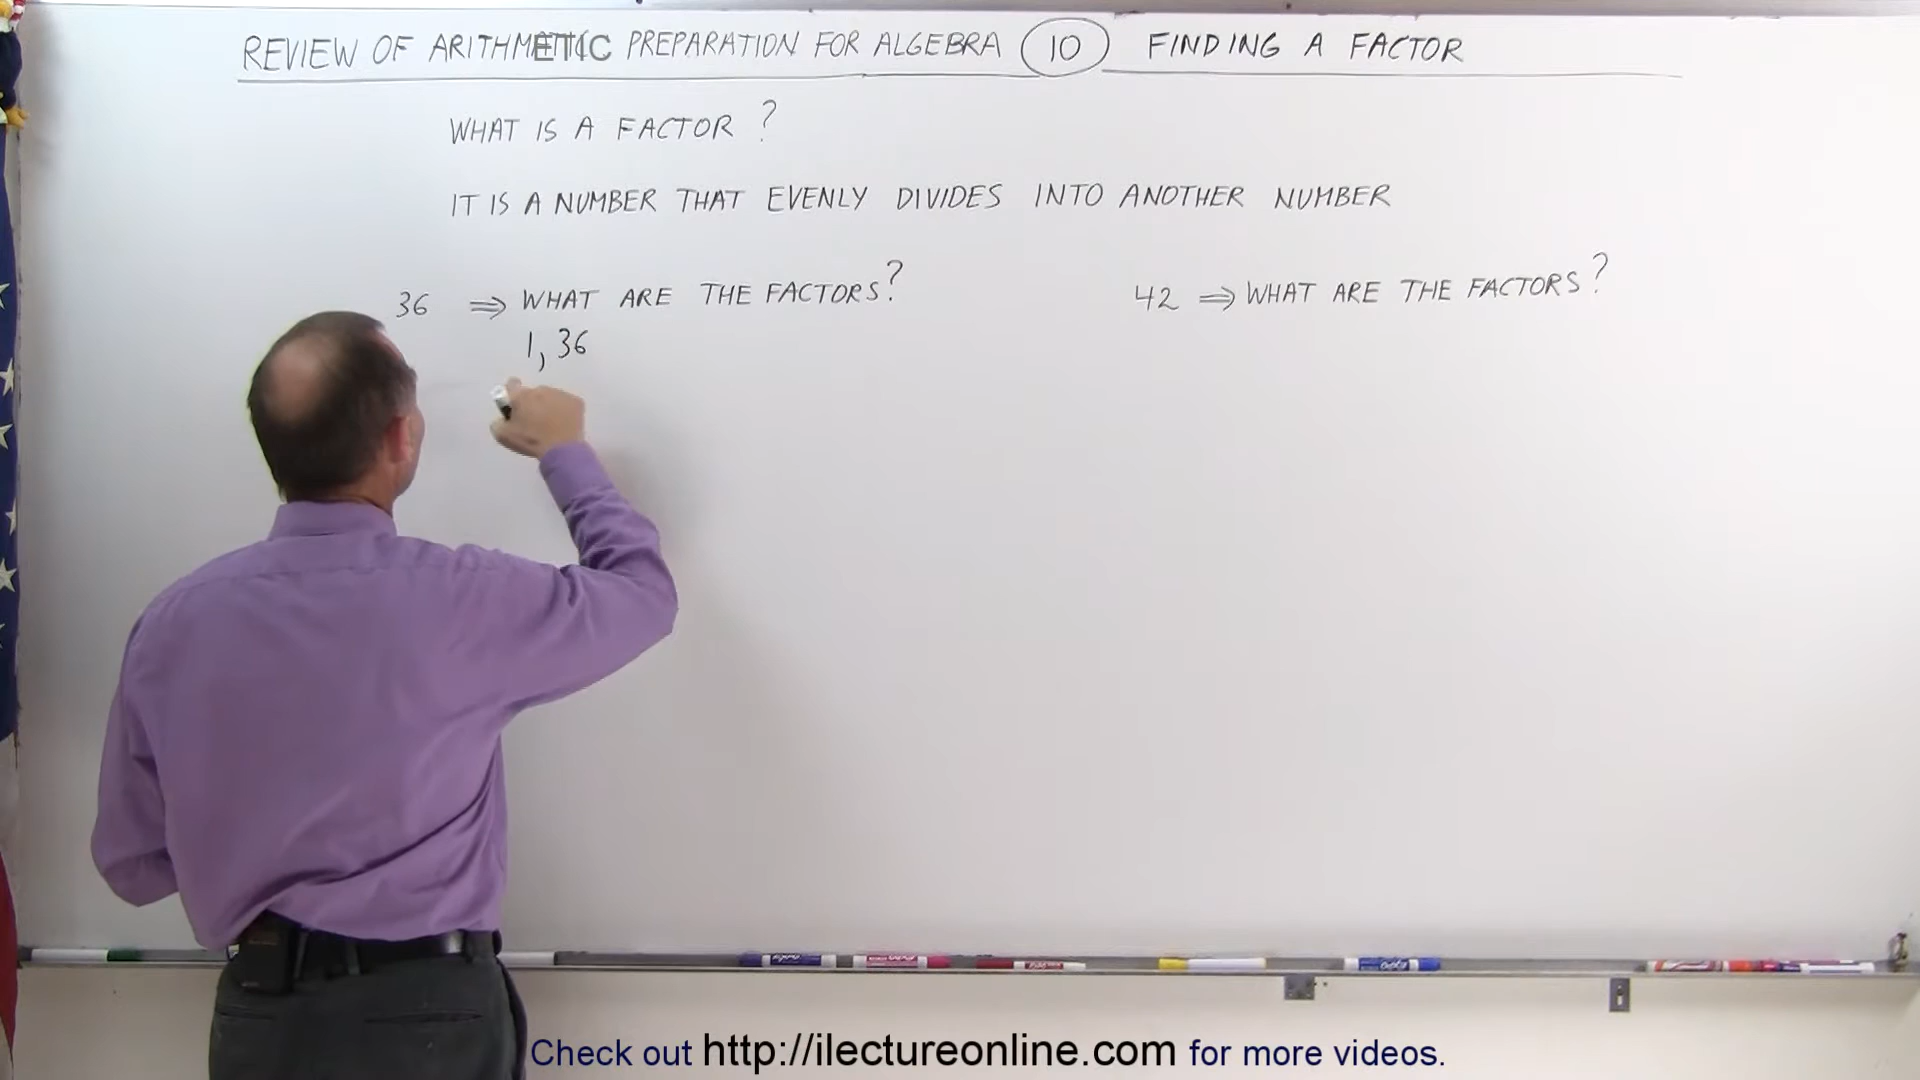 REVIEW OF ARITHMETIC PREPARATION FOR ALGEBRA 10 FINDING A FACTOR
WHAT IS A FACTOR ?
IT IS A NUMBER THAT EVENLY DIVIDES INTO ANOTHER NUMBER
36 ⇒ WHAT ARE THE FACTORS?
42 ⇒ WHAT ARE THE FACTORS?
1, 36
Check out http://ilectureonline.com for more videos.